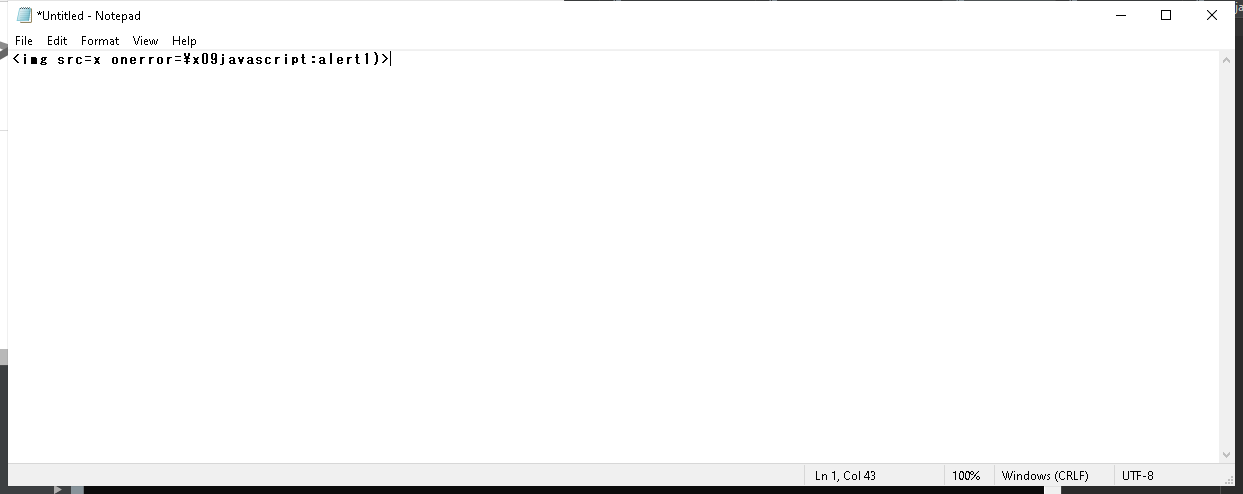 *Untitled - Notepad
File Edit Format View Help
<img src=x onerror=¥x09javascript:alert1)>
Ln 1, Col 43 100% Windows (CRLF) UTF-8